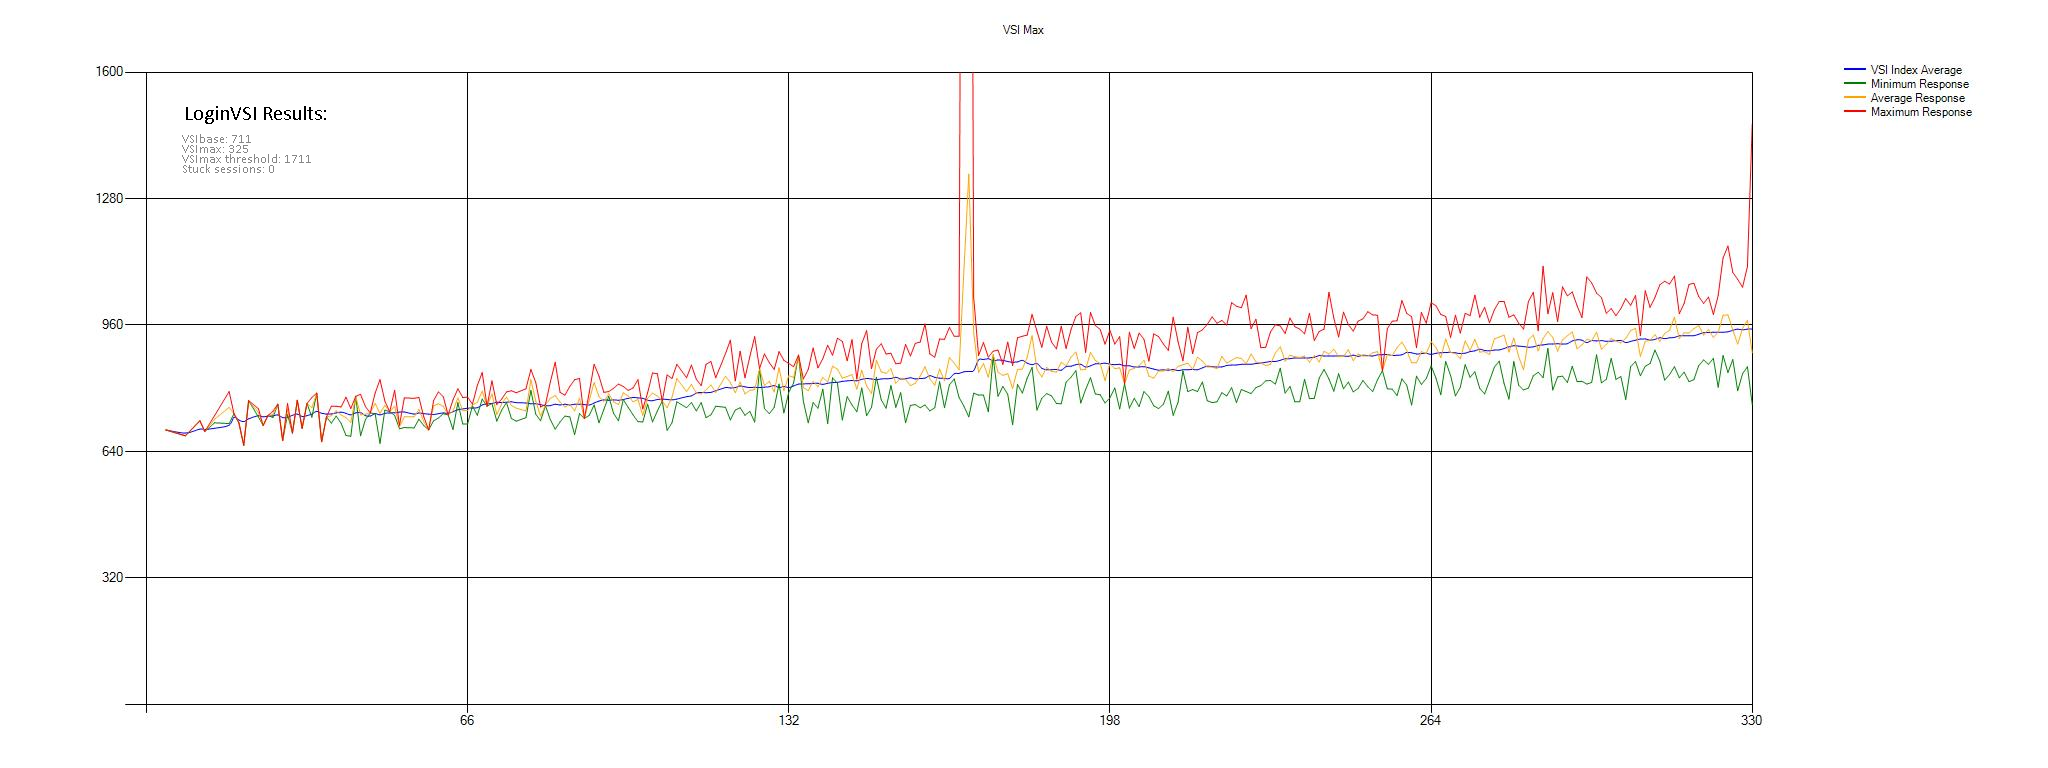 VSI Max
1600
1280
960
640
320
66
132
198
264
330
LoginVSI Results:
VSIbase: 711
VSImax: 325
VSImax threshold: 1711
Stuck sessions: 0
VSI Index Average
Minimum Response
Average Response
Maximum Response